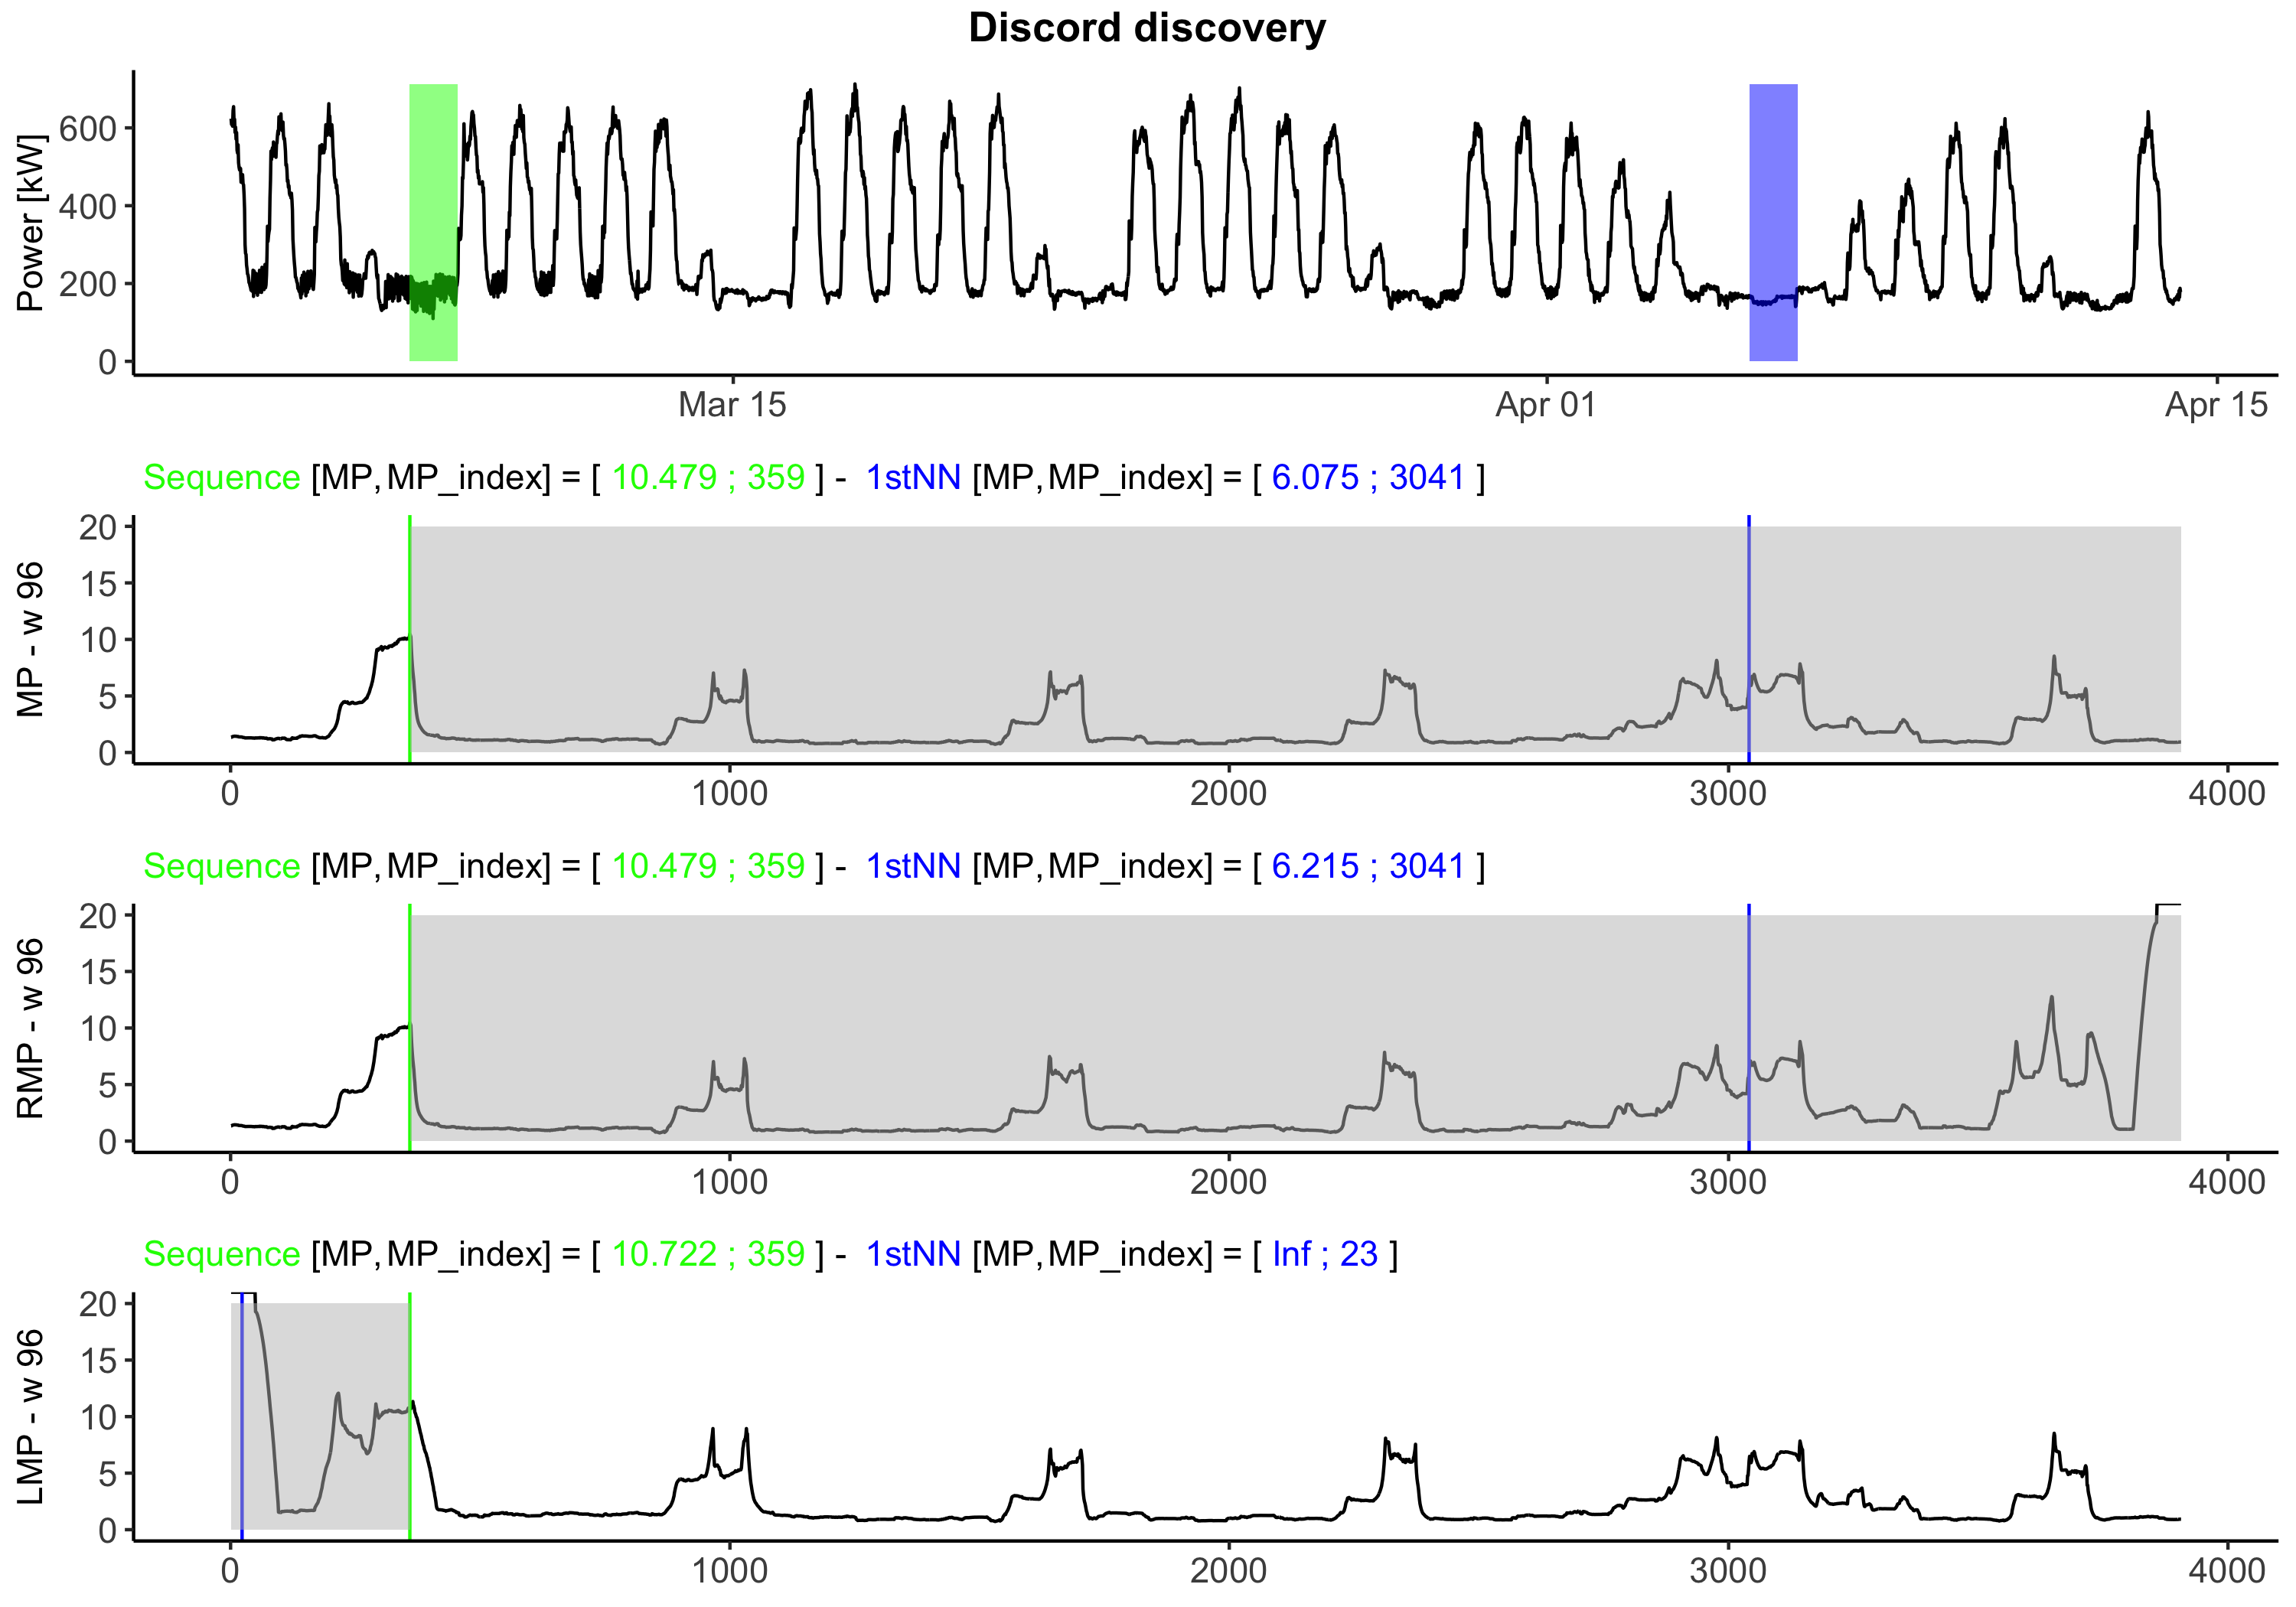 Discord discovery
Power [kW]
600
400
200
0
Mar 15 Apr 01 Apr 15
Sequence [MP, MP_index] = [ 10.479 ; 359 ] - 1stNN [MP, MP_index] = [ 6.075 ; 3041 ]
MP - w 96
20
15
10
5
0
0 1000 2000 3000 4000
Sequence [MP, MP_index] = [ 10.479 ; 359 ] - 1stNN [MP, MP_index] = [ 6.215 ; 3041 ]
RMP - w 96
20
15
10
5
0
0 1000 2000 3000 4000
Sequence [MP, MP_index] = [ 10.722 ; 359 ] - 1stNN [MP, MP_index] = [ Inf ; 23 ]
LMP - w 96
20
15
10
5
0
0 1000 2000 3000 4000